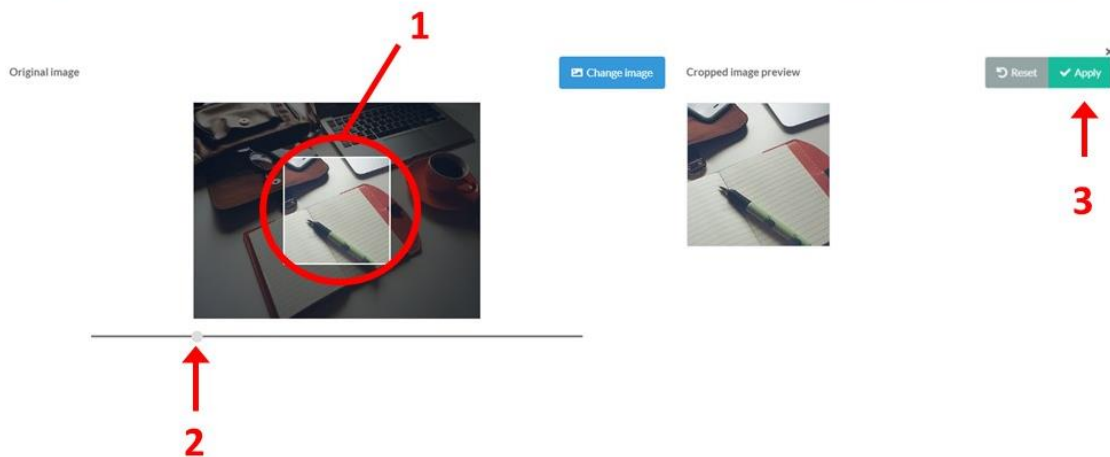 1
Original image
Change image
Cropped image preview
Reset
Apply
3
2